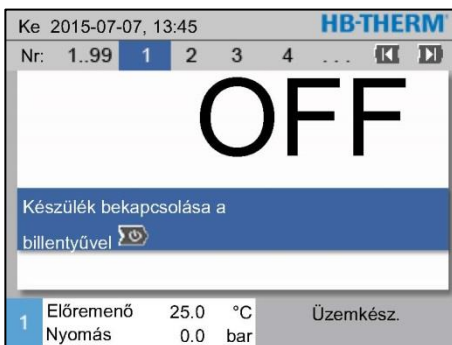 Ke 2015-07-07, 13:45 HB-THERM
Nr: 1..99 1 2 3 4 ...
OFF
Készülék bekapcsolása a
billentyűvel
1 Előremenő 25.0 °C Üzemkész.
Nyomás 0.0 bar